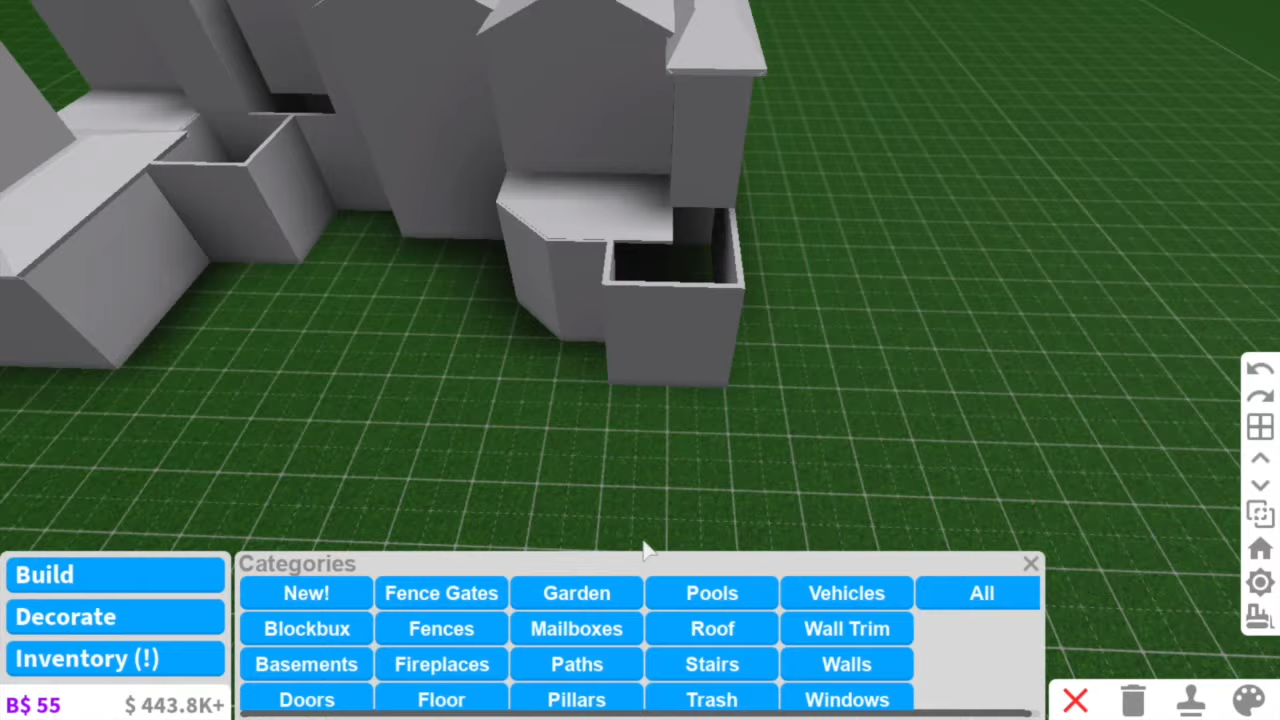 Build
Decorate
Inventory (!)
B$ 55
$ 443.8K+
Categories
New!
Fence Gates
Garden
Pools
Vehicles
All
Blockbux
Fences
Mailboxes
Roof
Wall Trim
Basements
Fireplaces
Paths
Stairs
Walls
Doors
Floor
Pillars
Trash
Windows